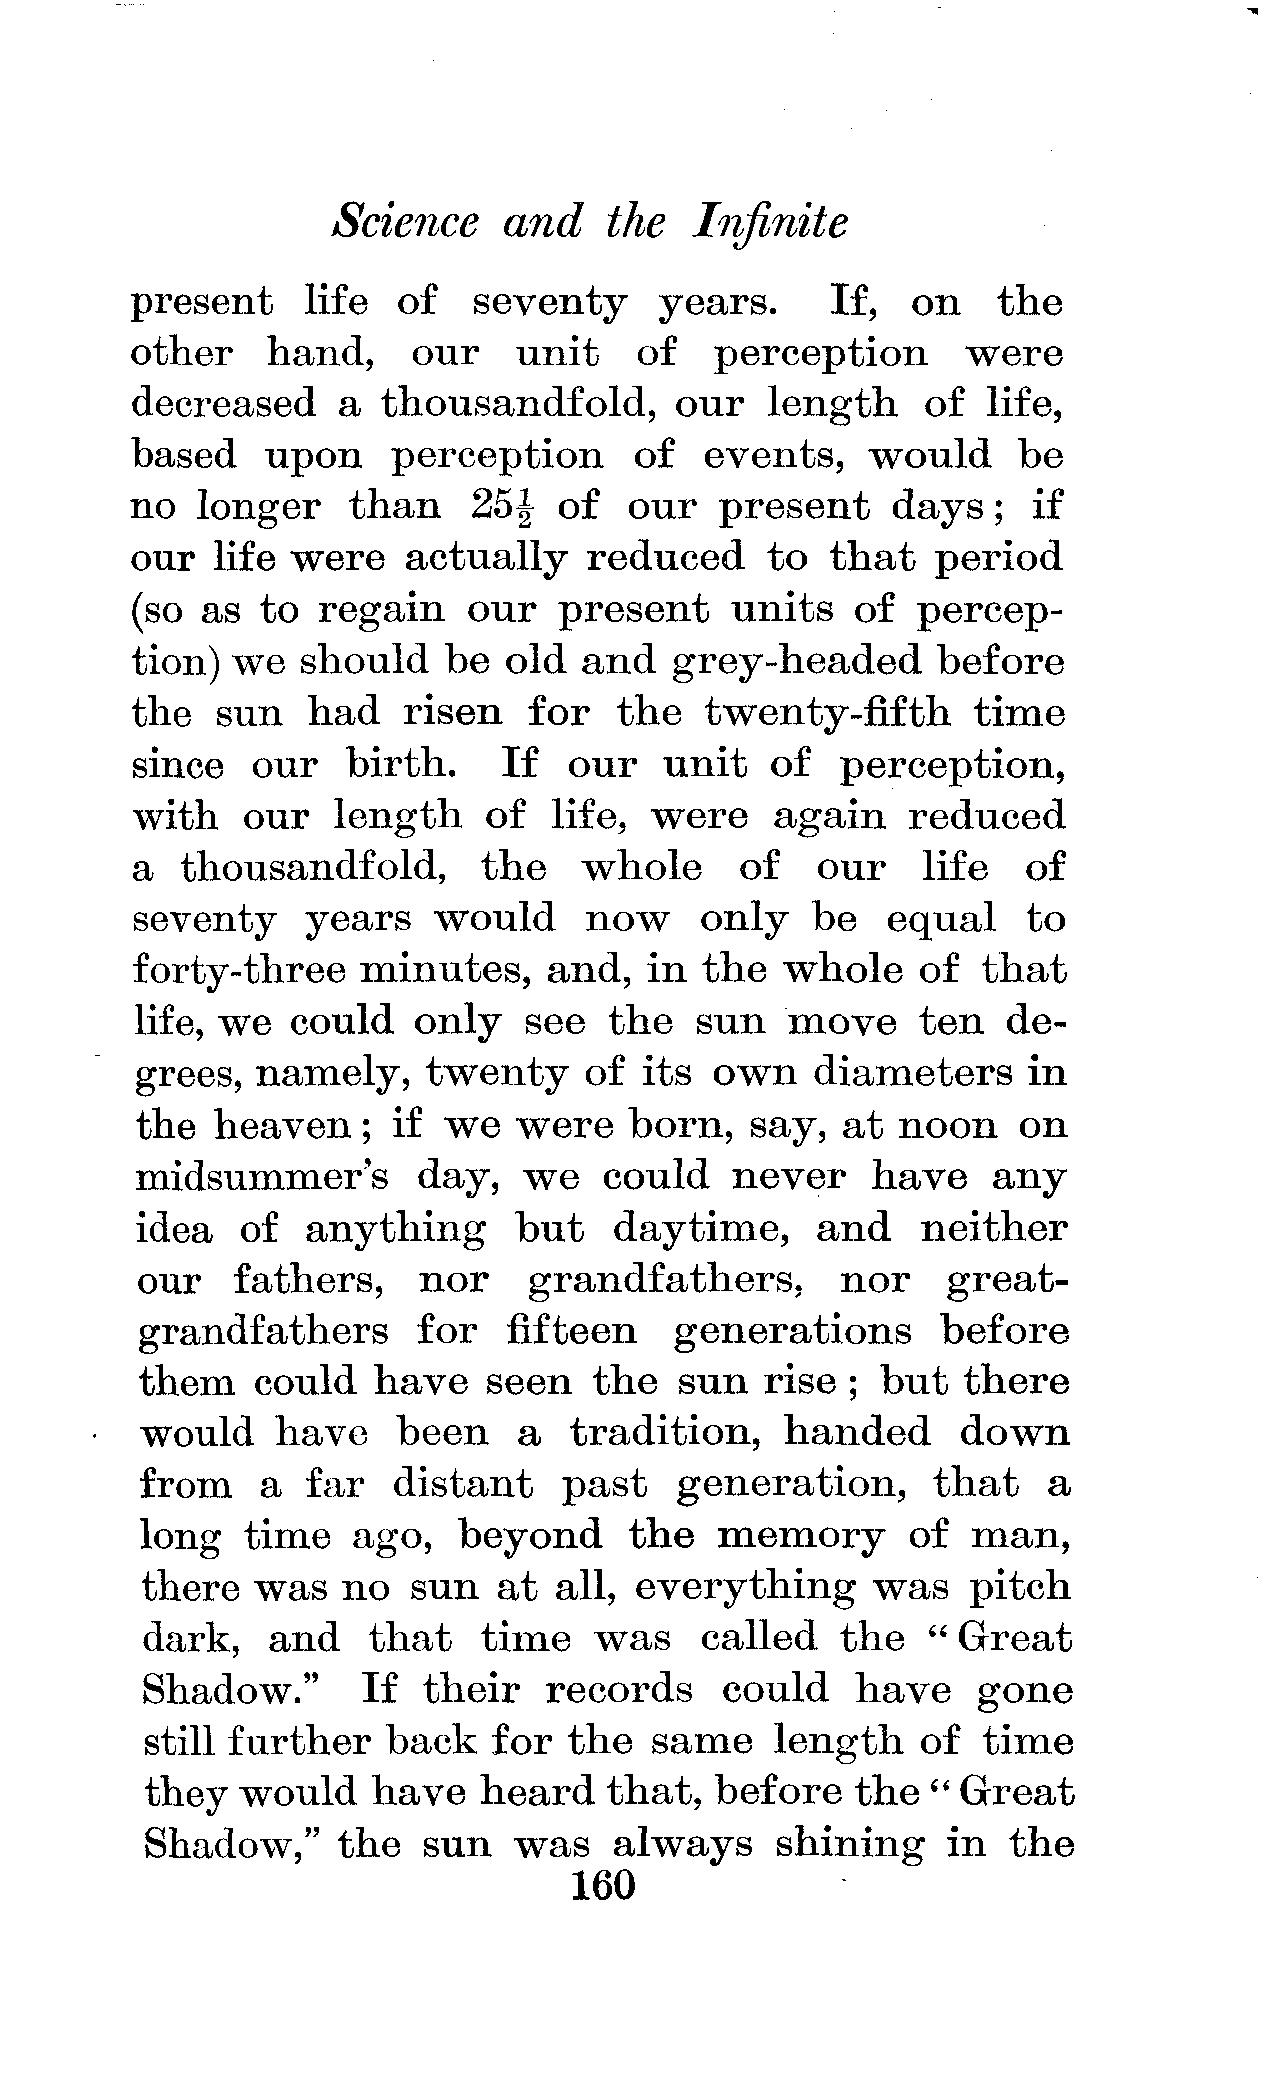 Science and the Infinite
present life of seventy years. If, on the
other hand, our unit of perception were
decreased a thousandfold, our length of life,
based upon perception of events, would be
no longer than 25½ of our present days; if
our life were actually reduced to that period
(so as to regain our present units of percep-
tion) we should be old and grey-headed before
the sun had risen for the twenty-fifth time
since our birth. If our unit of perception,
with our length of life, were again reduced
a thousandfold, the whole of our life of
seventy years would now only be equal to
forty-three minutes, and, in the whole of that
life, we could only see the sun move ten de-
grees, namely, twenty of its own diameters in
the heaven; if we were born, say, at noon on
midsummer's day, we could never have any
idea of anything but daytime, and neither
our fathers, nor grandfathers, nor great-
grandfathers for fifteen generations before
them could have seen the sun rise; but there
would have been a tradition, handed down
from a far distant past generation, that a
long time ago, beyond the memory of man,
there was no sun at all, everything was pitch
dark, and that time was called the "Great
Shadow." If their records could have gone
still further back for the same length of time
they would have heard that, before the "Great
Shadow," the sun was always shining in the
160